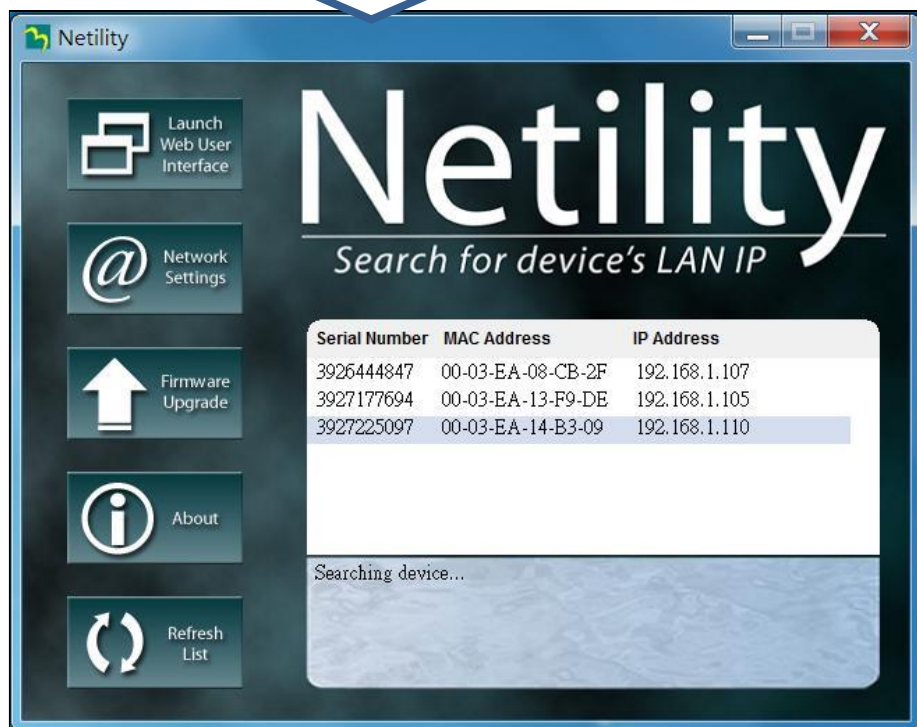 Netility
Launch
Web User
Interface
Network
Settings
Firmware
Upgrade
About
Refresh
List
Netility
Search for device's LAN IP
Serial Number MAC Address IP Address
3926444847 00-03-EA-08-CB-2F 192.168.1.107
3927177694 00-03-EA-13-F9-DE 192.168.1.105
3927225097 00-03-EA-14-B3-09 192.168.1.110
Searching device...